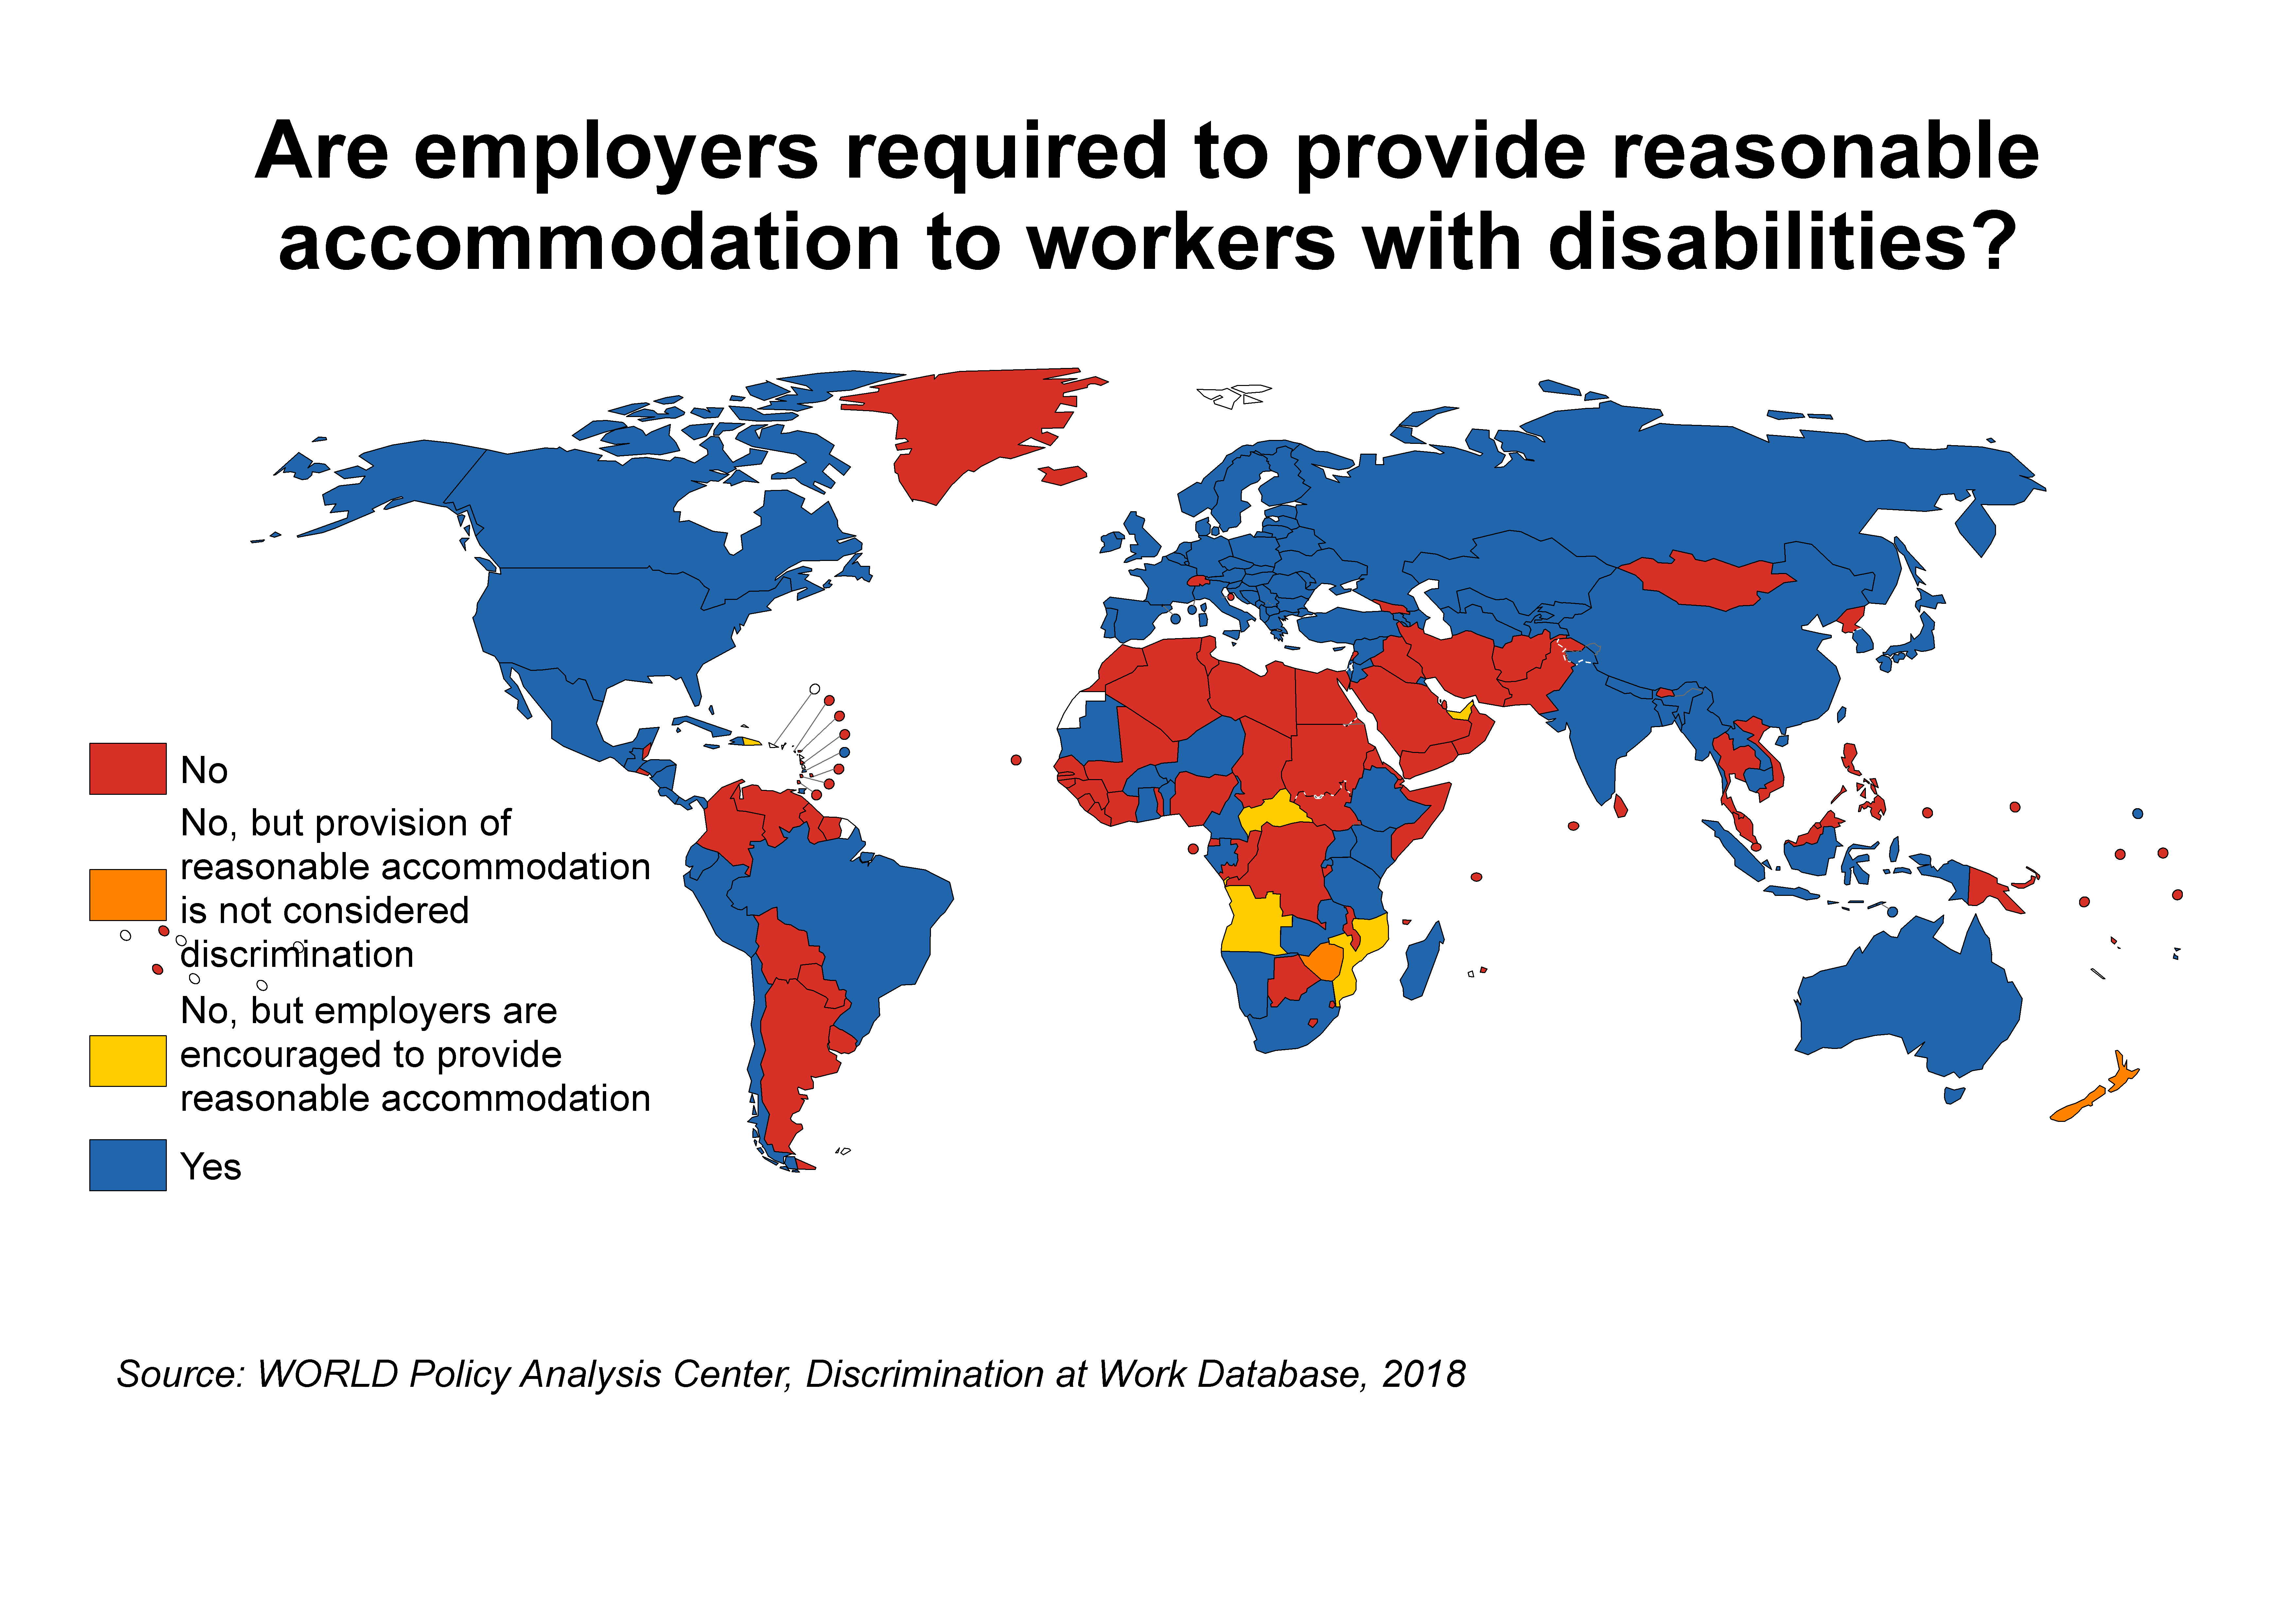 Are employers required to provide reasonable
accommodation to workers with disabilities?
No
No, but provision of
reasonable accommodation
is not considered
discrimination
No, but employers are
encouraged to provide
reasonable accommodation
Yes
Source: WORLD Policy Analysis Center, Discrimination at Work Database, 2018